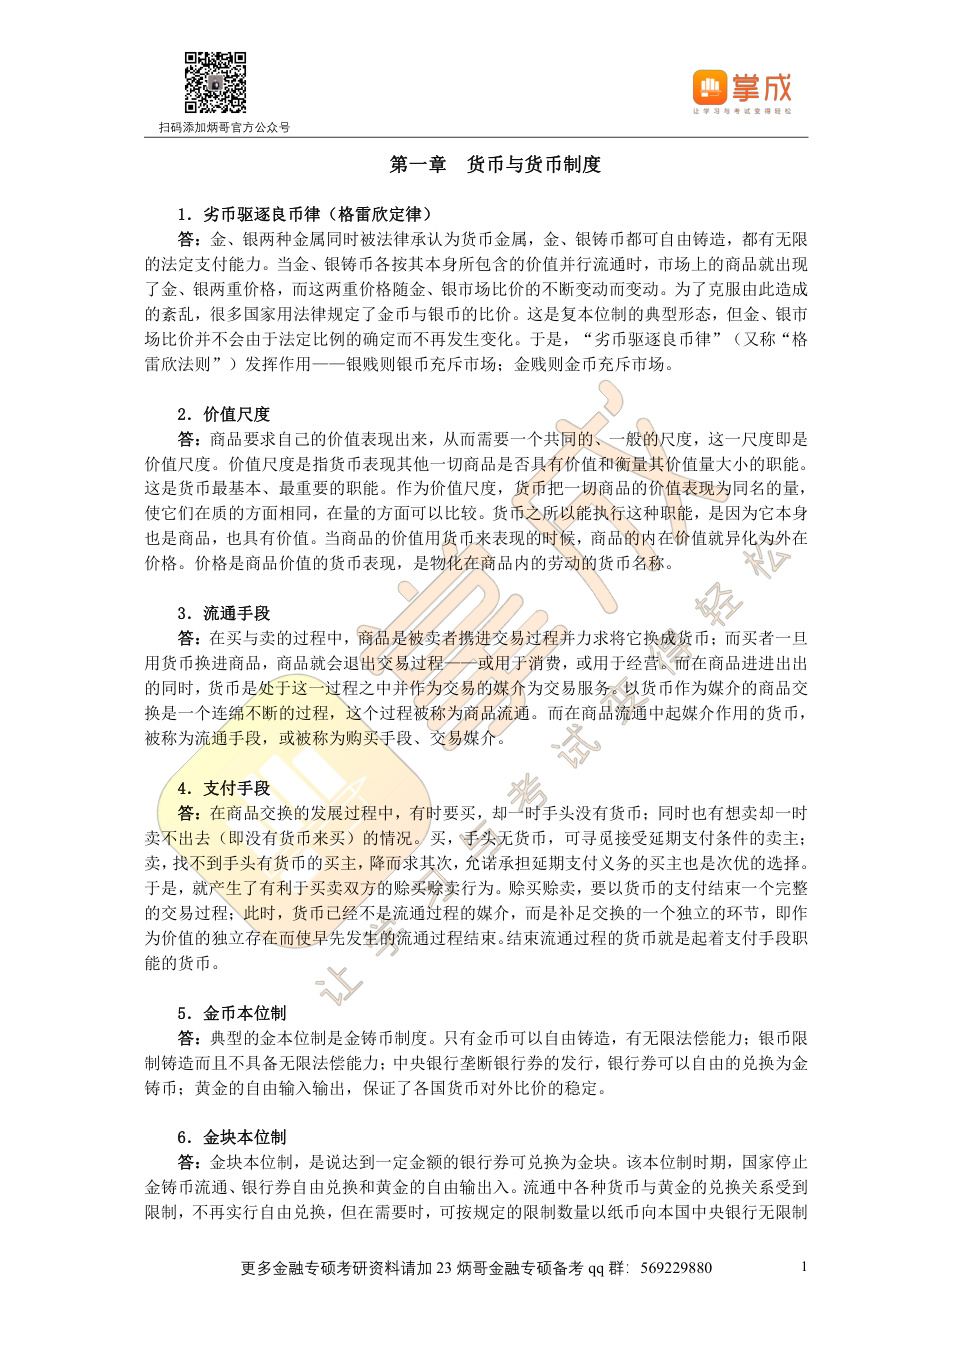 扫码添加炳哥官方公众号
掌成
让学习与考试变得轻松
第一章 货币与货币制度
1．劣币驱逐良币律（格雷欣定律）
答：金、银两种金属同时被法律承认为货币金属，金、银铸币都可自由铸造，都有无限
的法定支付能力。当金、银铸币各按其本身所包含的价值并行流通时，市场上的商品就出现
了金、银两重价格，而这两重价格随金、银市场比价的不断变动而变动。为了克服由此造成
的紊乱，很多国家用法律规定了金币与银币的比价。这是复本位制的典型形态，但金、银市
场比价并不会由于法定比例的确定而不再发生变化。于是，“劣币驱逐良币律”（又称“格
雷欣法则”）发挥作用——银贱则银币充斥市场；金贱则金币充斥市场。
2．价值尺度
答：商品要求自己的价值表现出来，从而需要一个共同的、一般的尺度，这一尺度即是
价值尺度。价值尺度是指货币表现其他一切商品是否具有价值和衡量其价值量大小的职能。
这是货币最基本、最重要的职能。作为价值尺度，货币把一切商品的价值表现为同名的量，
使它们在质的方面相同，在量的方面可以比较。货币之所以能执行这种职能，是因为它本身
也是商品，也具有价值。当商品的价值用货币来表现的时候，商品的内在价值就异化为外在
价格。价格是商品价值的货币表现，是物化在商品内的劳动的货币名称。
3．流通手段
答：在买与卖的过程中，商品是被卖者携进交易过程并力求将它换成货币；而买者一旦
用货币换进商品，商品就会退出交易过程——或用于消费，或用于经营。而在商品进进出出
的同时，货币是处于这一过程之中并作为交易的媒介为交易服务。以货币作为媒介的商品交
换是一个连绵不断的过程，这个过程被称为商品流通。而在商品流通中起媒介作用的货币，
被称为流通手段，或被称为购买手段、交易媒介。
4．支付手段
答：在商品交换的发展过程中，有时要买，却一时手头没有货币；同时也有想卖却一时
卖不出去（即没有货币来买）的情况。买，手头无货币，可寻觅接受延期支付条件的卖主；
卖，找不到手头有货币的买主，降而求其次，允诺承担延期支付义务的买主也是次优的选择。
于是，就产生了有利于买卖双方的赊买赊卖行为。赊买赊卖，要以货币的支付结束一个完整
的交易过程；此时，货币已经不是流通过程的媒介，而是补足交换的一个独立的环节，即作
为价值的独立存在而使早先发生的流通过程结束。结束流通过程的货币就是起着支付手段职
能的货币。
5．金币本位制
答：典型的金本位制是金铸币制度。只有金币可以自由铸造，有无限法偿能力；银币限
制铸造而且不具备无限法偿能力；中央银行垄断银行券的发行，银行券可以自由的兑换为金
铸币；黄金的自由输入输出，保证了各国货币对外比价的稳定。
6．金块本位制
答：金块本位制，是说达到一定金额的银行券可兑换为金块。该本位制时期，国家停止
金铸币流通、银行券自由兑换和黄金的自由输出入。流通中各种货币与黄金的兑换关系受到
限制，不再实行自由兑换，但在需要时，可按规定的限制数量以纸币向本国中央银行无限制
掌成
让学习与考试变得轻松
更多金融专硕考研资料请加 23 炳哥金融专硕备考 qq 群：569229880
1